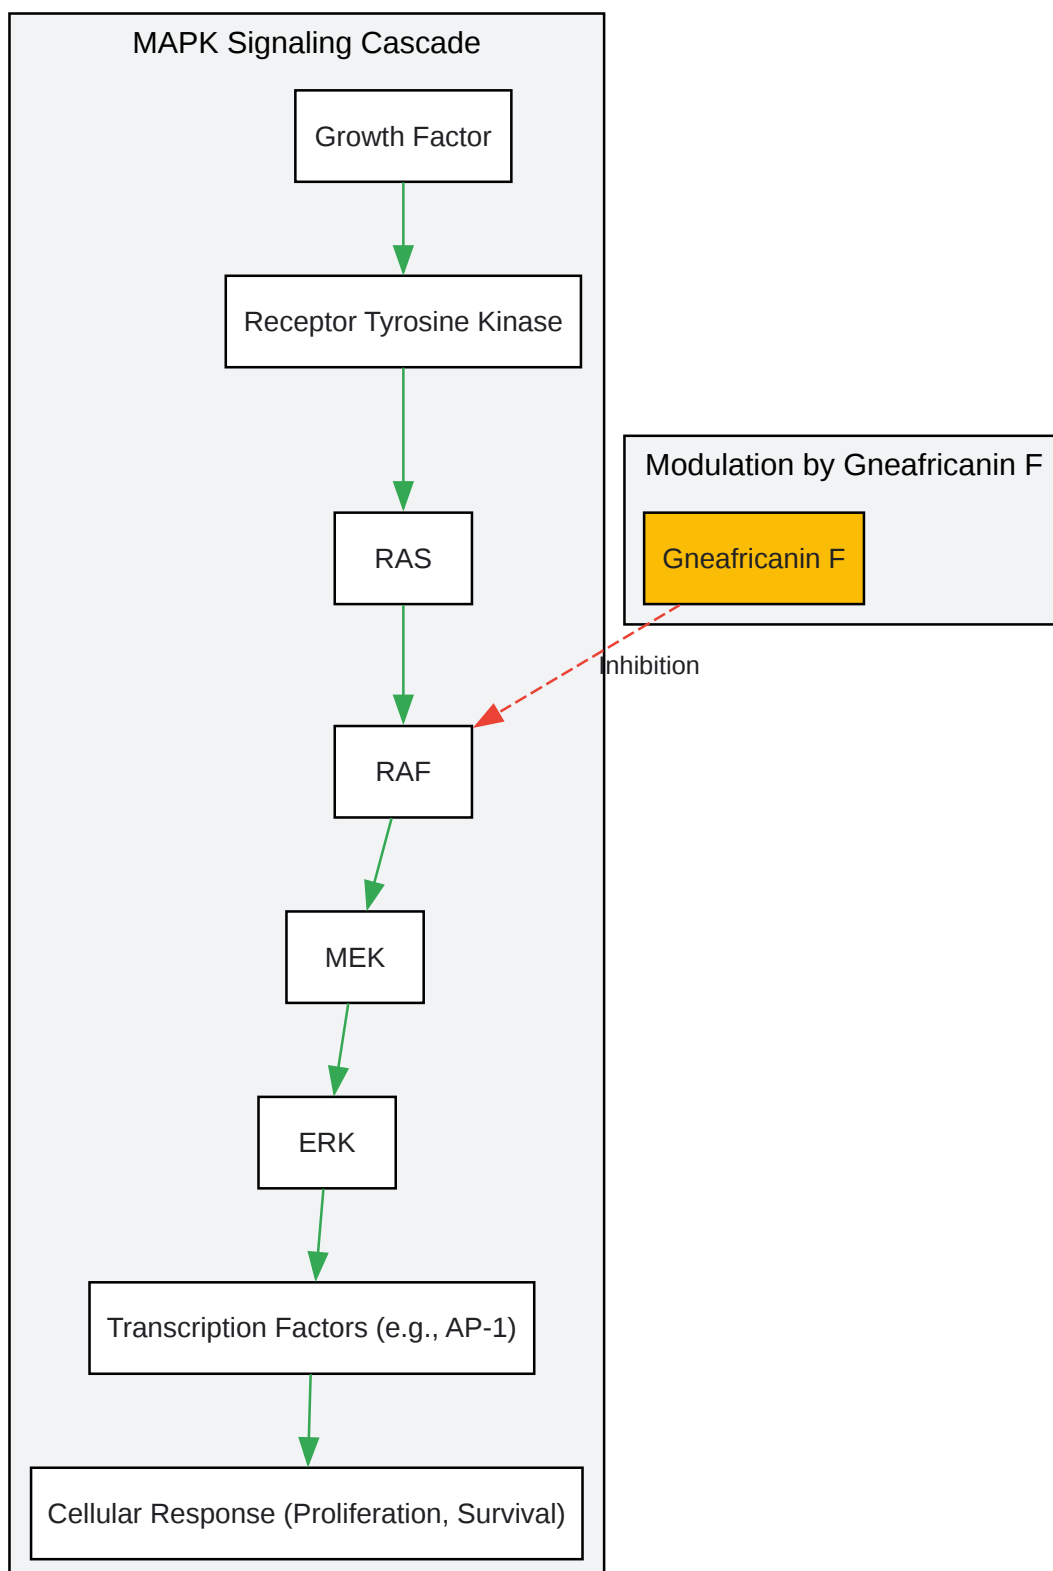 MAPK Signaling Cascade
Growth Factor
Receptor Tyrosine Kinase
Modulation by Gneafricanin F
RAS
Gneafricanin F
Inhibition
RAF
MEK
ERK
Transcription Factors (e.g., AP-1)
Cellular Response (Proliferation, Survival)